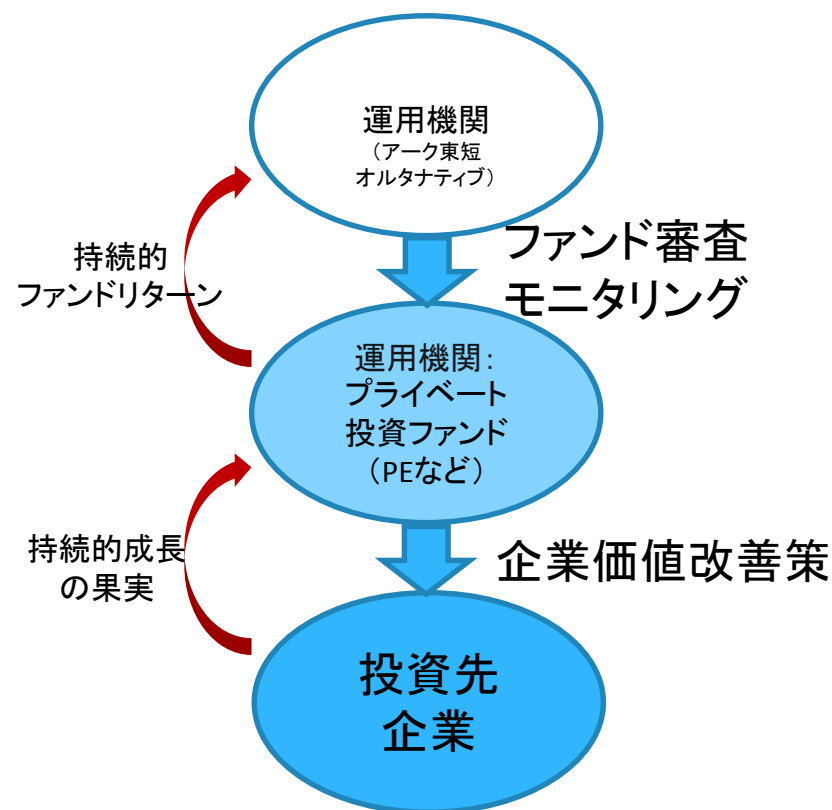 運用機関
（アーク東短
オルタナティブ）
ファンド審査
モニタリング
持続的
ファンドリターン
運用機関：
プライベート
投資ファンド
（PEなど）
企業価値改善策
持続的成長
の果実
投資先
企業